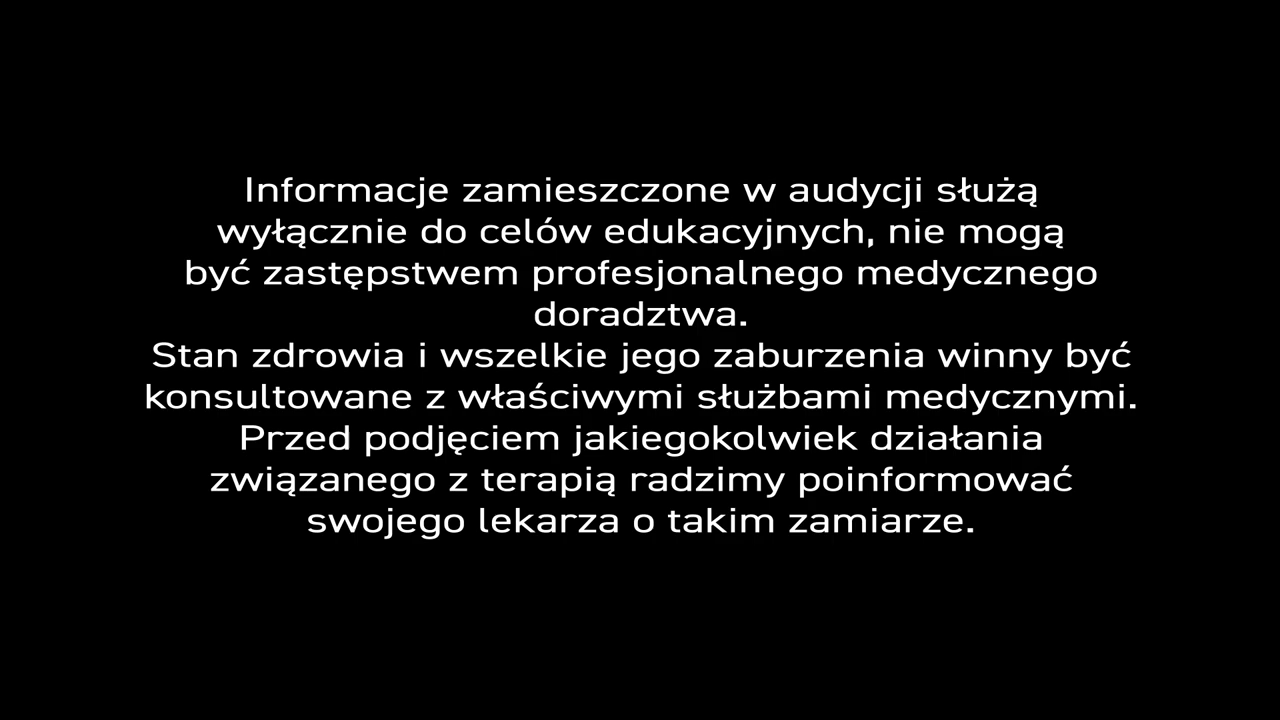 Informacje zamieszczone w audycji służą
wyłącznie do celów edukacyjnych, nie mogą
być zastępstwem profesjonalnego medycznego
doradztwa.
Stan zdrowia i wszelkie jego zaburzenia winny być
konsultowane z właściwymi służbami medycznymi.
Przed podjęciem jakiegokolwiek działania
związanego z terapią radzimy poinformować
swojego lekarza o takim zamiarze.